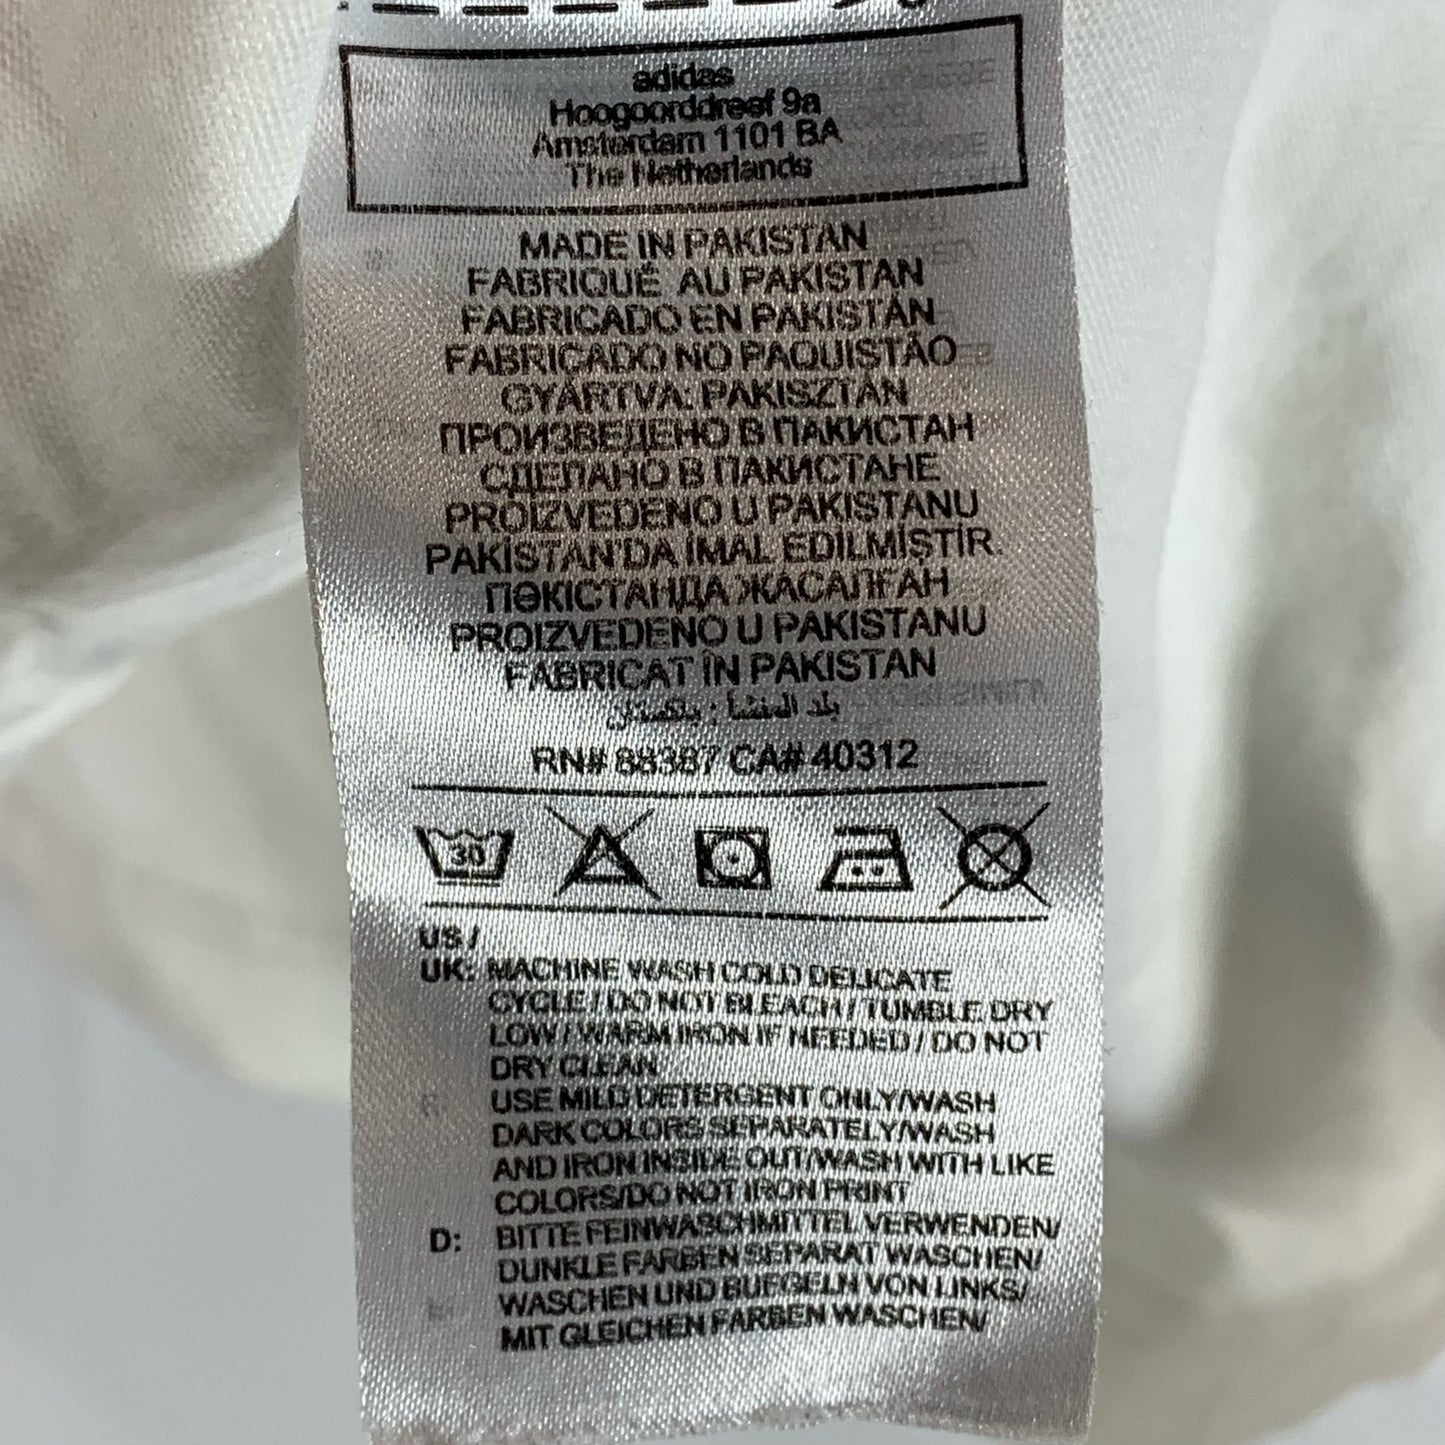 adidas
Hoogoorddreef 9a
Amsterdam 1101 BA
The Netherlands
MADE IN PAKISTAN
FABRIQUÉ AU PAKISTAN
FABRICADO EN PAKISTÁN
FABRICADO NO PAQUISTÃO
GYÁRTVA: PAKISZTÁN
ПРОИЗВЕДЕНО В ПАКИСТАН
СДЕЛАНО В ПАКИСТАНЕ
PROIZVEDENO U PAKISTANU
PAKİSTAN'DA İMAL EDİLMİŞTİR.
ПӘКІСТАНДА ЖАСАЛҒАН
PROIZVEDENO U PAKISTANU
FABRICAT ÎN PAKISTAN
بلد المنشأ : باكستان
RN# 88387 CA# 40312
30
US /
UK: MACHINE WASH COLD DELICATE
CYCLE / DO NOT BLEACH / TUMBLE DRY
LOW / WARM IRON IF NEEDED / DO NOT
DRY CLEAN
USE MILD DETERGENT ONLY/WASH
DARK COLORS SEPARATELY/WASH
AND IRON INSIDE OUT/WASH WITH LIKE
COLORS/DO NOT IRON PRINT
D: BITTE FEINWASCHMITTEL VERWENDEN/
DUNKLE FARBEN SEPARAT WASCHEN/
WASCHEN UND BUEGELN VON LINKS/
MIT GLEICHEN FARBEN WASCHEN/